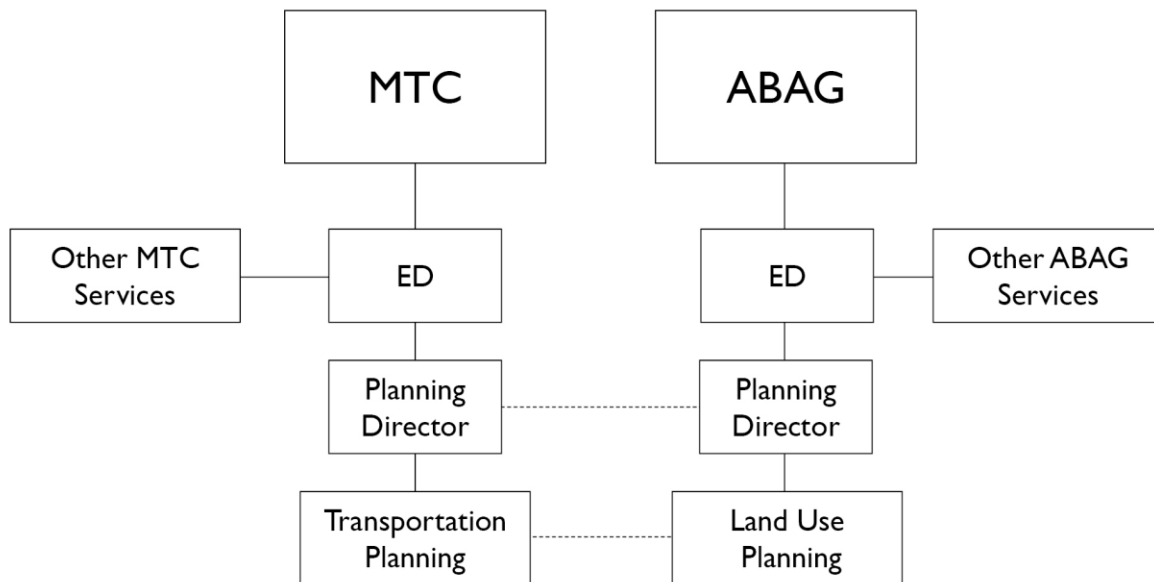 MTC
ABAG
Other MTC
Services
ED
ED
Other ABAG
Services
Planning
Director
Planning
Director
Transportation
Planning
Land Use
Planning